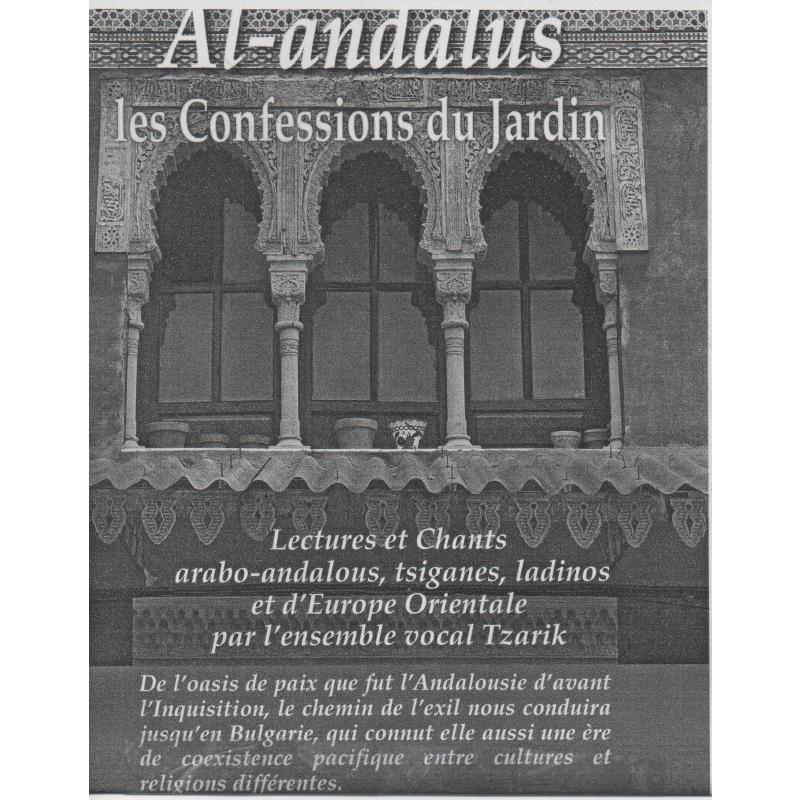 Al-andalus
les Confessions du Jardin
Lectures et Chants
arabo-andalous, tsiganes, ladinos
et d'Europe Orientale
par l'ensemble vocal Tzarik
De l'oasis de paix que fut l'Andalousie d'avant
l'Inquisition, le chemin de l'exil nous conduira
jusqu'en Bulgarie, qui connut elle aussi une ère
de coexistence pacifique entre cultures et
religions différentes.